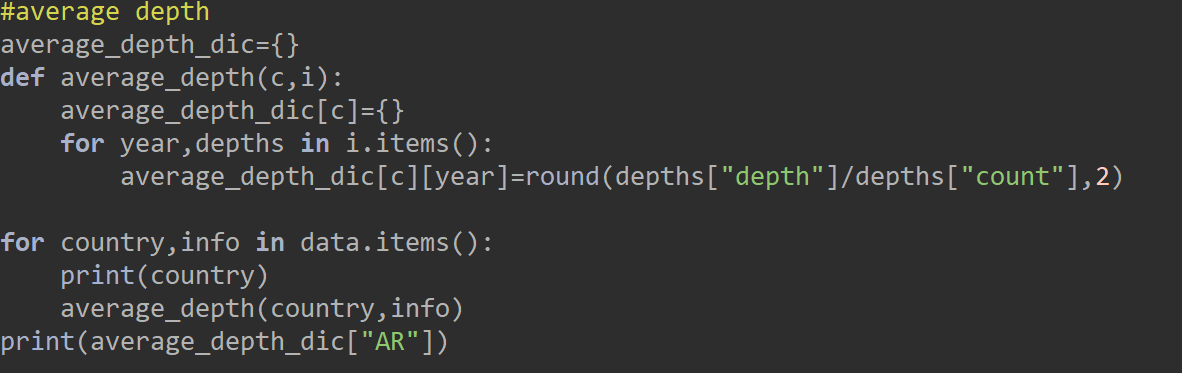 #average depth
average_depth_dic={}
def average_depth(c,i):
    average_depth_dic[c]={}
    for year,depths in i.items():
        average_depth_dic[c][year]=round(depths["depth"]/depths["count"],2)

for country,info in data.items():
    print(country)
    average_depth(country,info)
print(average_depth_dic["AR"])